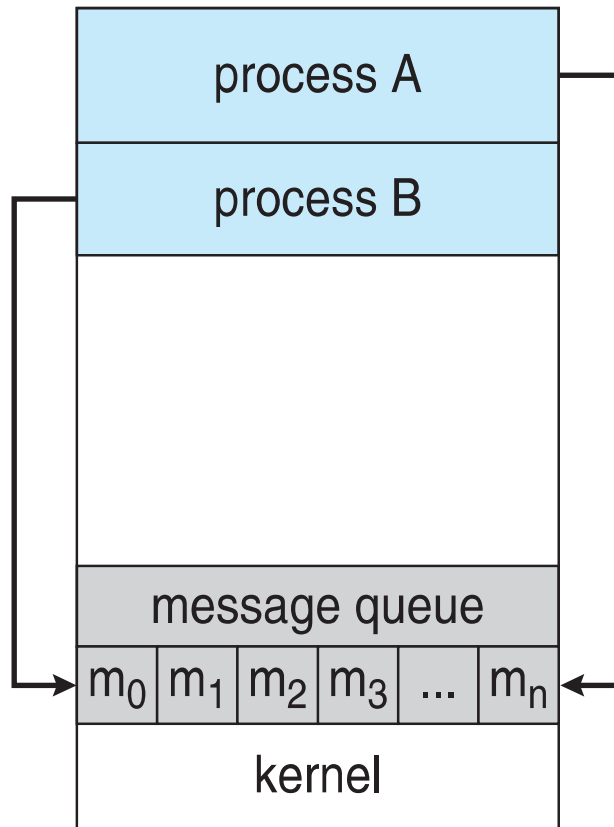 process A
process B
message queue
m0 m1 m2 m3 ... mn
kernel